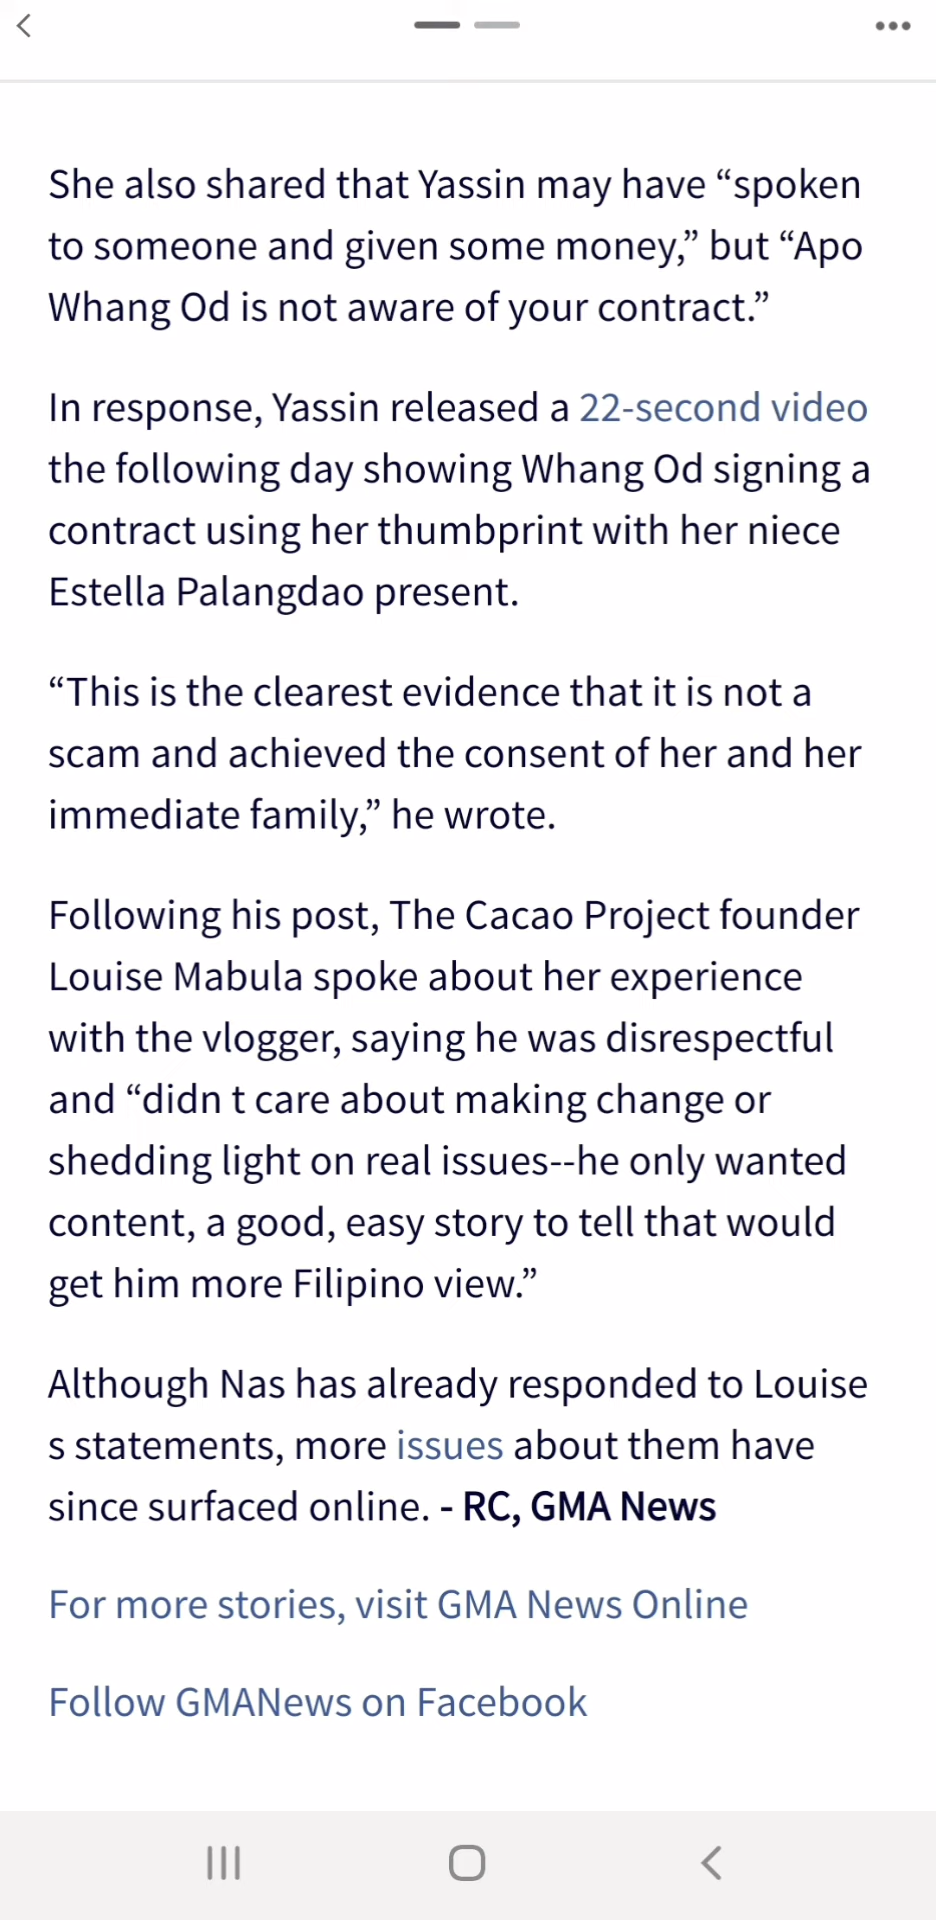 She also shared that Yassin may have “spoken
to someone and given some money,” but “Apo
Whang Od is not aware of your contract.”
In response, Yassin released a 22-second video
the following day showing Whang Od signing a
contract using her thumbprint with her niece
Estella Palangdao present.
“This is the clearest evidence that it is not a
scam and achieved the consent of her and her
immediate family,” he wrote.
Following his post, The Cacao Project founder
Louise Mabula spoke about her experience
with the vlogger, saying he was disrespectful
and “didn t care about making change or
shedding light on real issues--he only wanted
content, a good, easy story to tell that would
get him more Filipino view.”
Although Nas has already responded to Louise
s statements, more issues about them have
since surfaced online. - RC, GMA News
For more stories, visit GMA News Online
Follow GMANews on Facebook